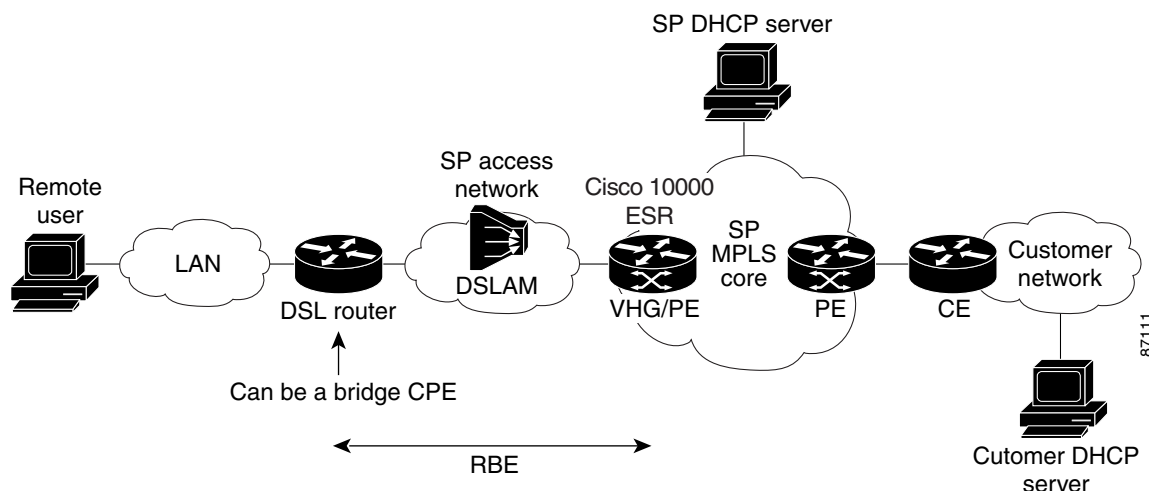 SP DHCP server
SP access
network
Cisco 10000
ESR
Remote
user
LAN
DSL router
DSLAM
VHG/PE
SP
MPLS
core
PE
CE
Customer
network
87111
Can be a bridge CPE
RBE
Cutomer DHCP
server